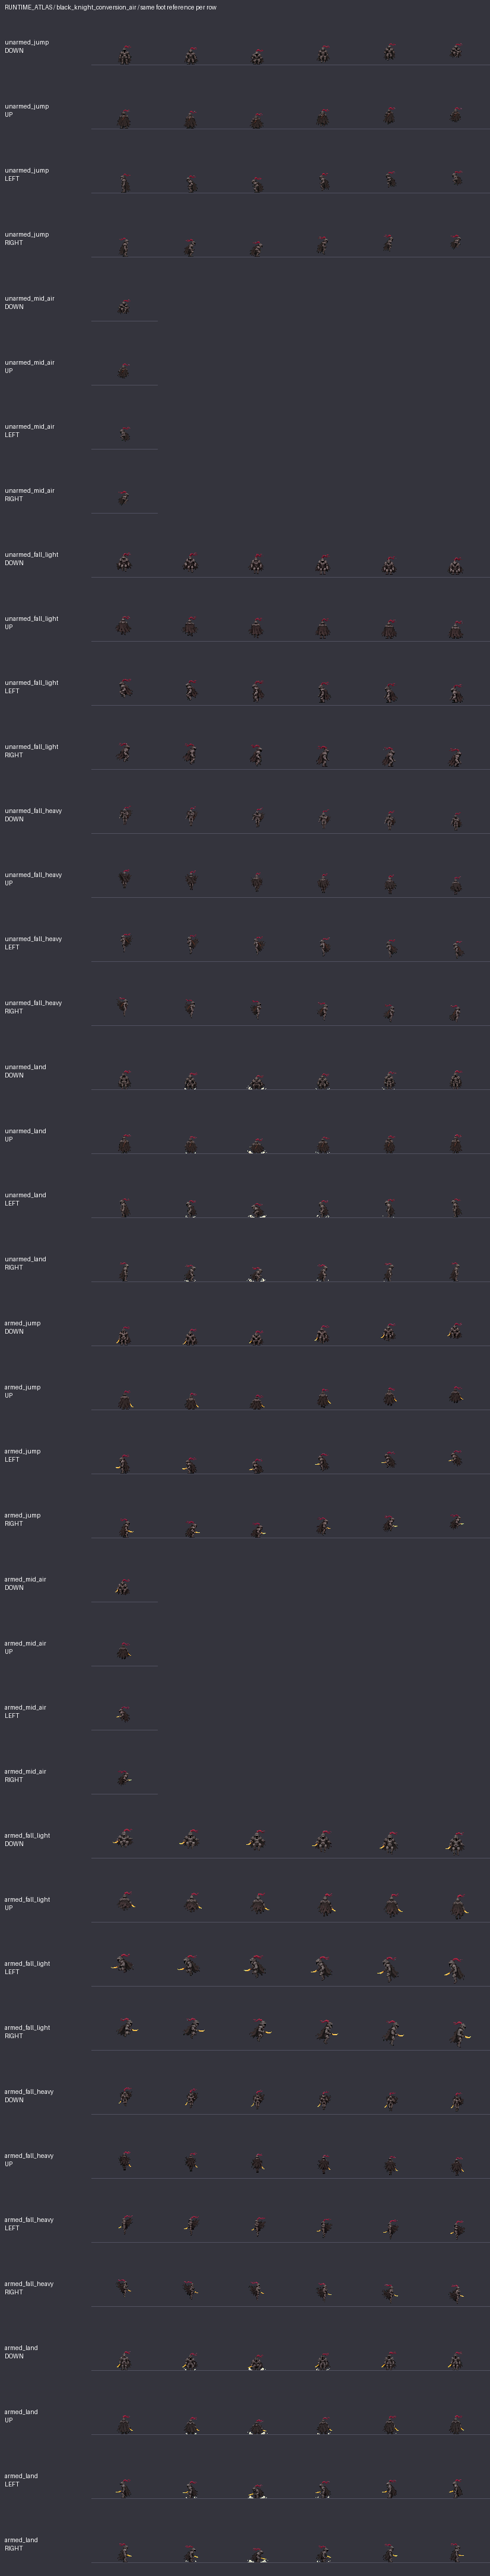 RUNTIME_ATLAS / black_knight_conversion_air / same foot reference per row
unarmed_jump
DOWN
unarmed_jump
UP
unarmed_jump
LEFT
unarmed_jump
RIGHT
unarmed_mid_air
DOWN
unarmed_mid_air
UP
unarmed_mid_air
LEFT
unarmed_mid_air
RIGHT
unarmed_fall_light
DOWN
unarmed_fall_light
UP
unarmed_fall_light
LEFT
unarmed_fall_light
RIGHT
unarmed_fall_heavy
DOWN
unarmed_fall_heavy
UP
unarmed_fall_heavy
LEFT
unarmed_fall_heavy
RIGHT
unarmed_land
DOWN
unarmed_land
UP
unarmed_land
LEFT
unarmed_land
RIGHT
armed_jump
DOWN
armed_jump
UP
armed_jump
LEFT
armed_jump
RIGHT
armed_mid_air
DOWN
armed_mid_air
UP
armed_mid_air
LEFT
armed_mid_air
RIGHT
armed_fall_light
DOWN
armed_fall_light
UP
armed_fall_light
LEFT
armed_fall_light
RIGHT
armed_fall_heavy
DOWN
armed_fall_heavy
UP
armed_fall_heavy
LEFT
armed_fall_heavy
RIGHT
armed_land
DOWN
armed_land
UP
armed_land
LEFT
armed_land
RIGHT